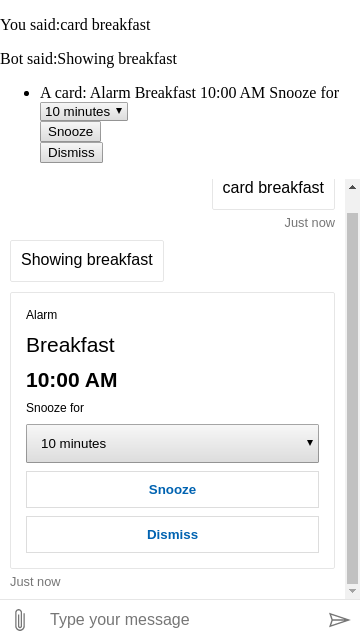 You said:card breakfast
Bot said:Showing breakfast
A card: Alarm Breakfast 10:00 AM Snooze for
10 minutes
Snooze
Dismiss
card breakfast
Just now
Showing breakfast
Alarm
Breakfast
10:00 AM
Snooze for
10 minutes
Snooze
Dismiss
Just now
Type your message